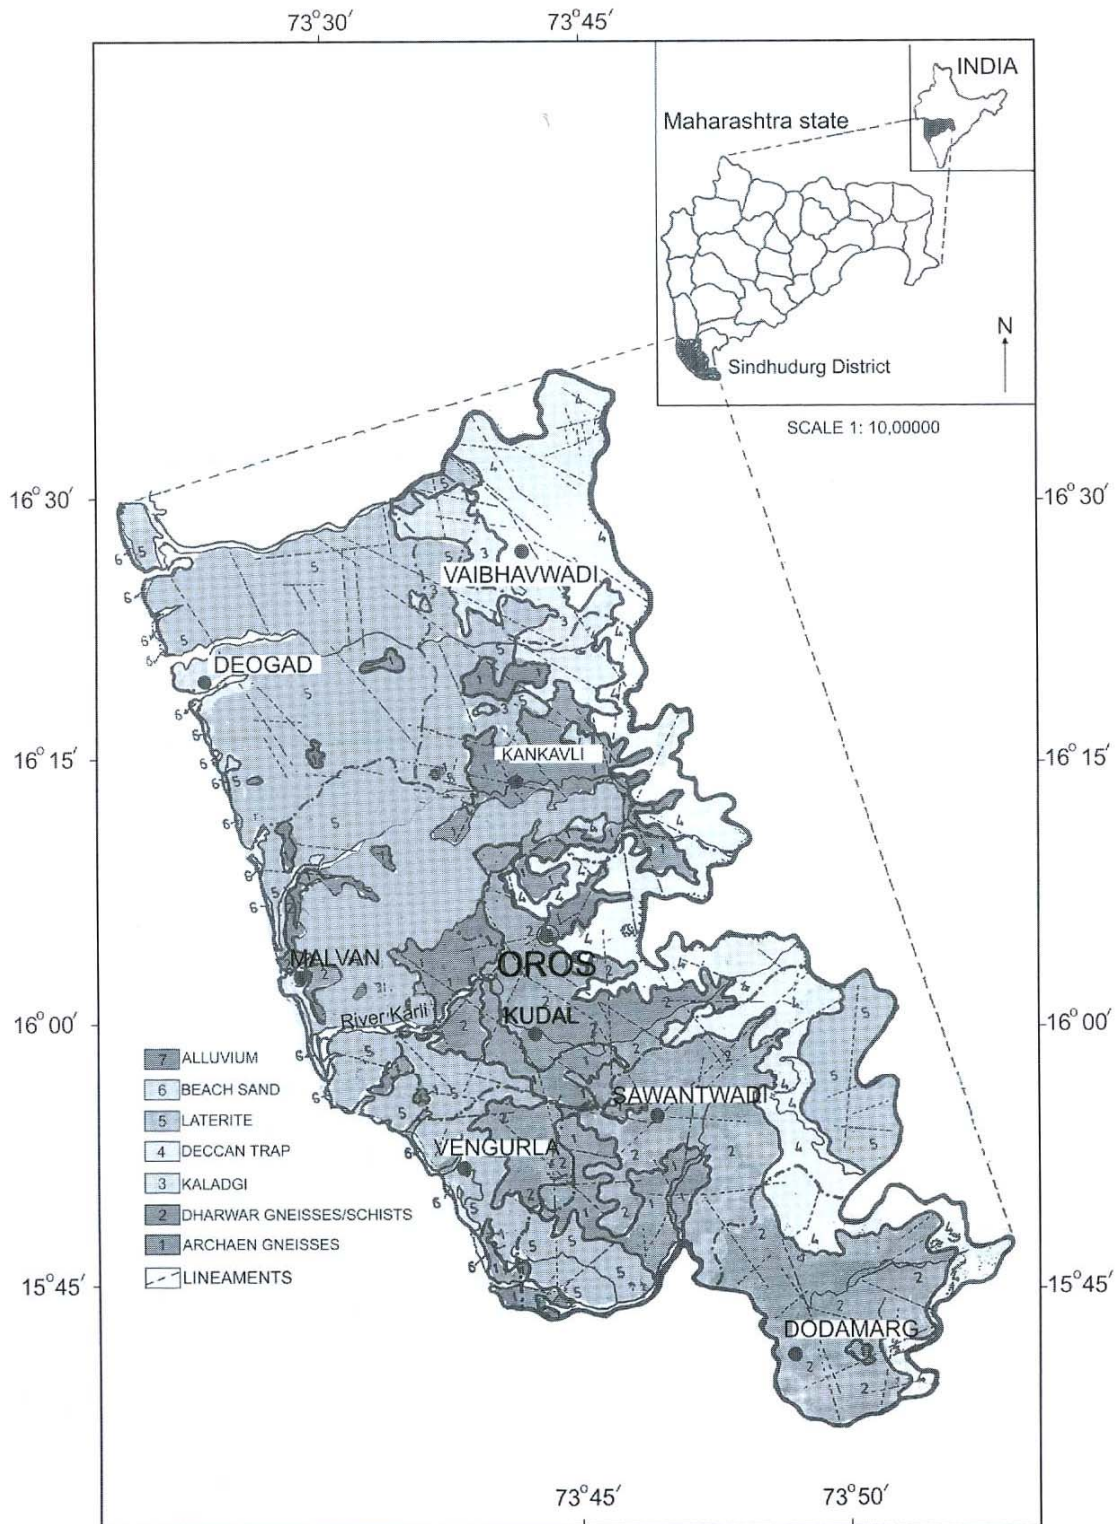 73°30′ 73°45′
INDIA
Maharashtra state
N
Sindhudurg District
SCALE 1: 10,00000
16°30′ 16°30′
VAIBHAVWADI
DEOGAD
KANKAVLI
16°15′ 16°15′
MALVAN
OROS
River Karli
KUDAL
16°00′ 16°00′
SAWANTWADI
VENGURLA
7 ALLUVIUM
6 BEACH SAND
5 LATERITE
4 DECCAN TRAP
3 KALADGI
2 DHARWAR GNEISSES/SCHISTS
1 ARCHAEN GNEISSES
LINEAMENTS
15°45′ 15°45′
DODAMARG
73°45′ 73°50′